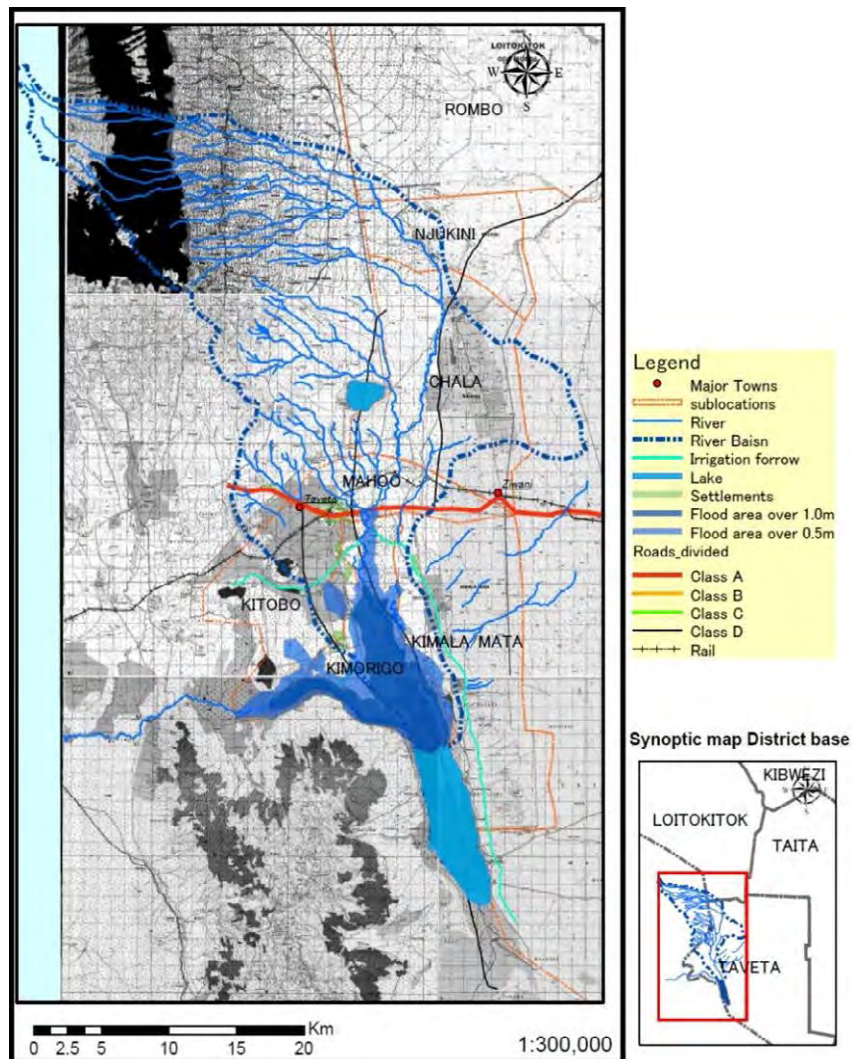 LOITOKITOK
N
W E
S
ROMBO
NJUKINI
CHALA
MAHOO
Ziwani
Taveta
KITOBO
KIMALA MATA
KIMORIGO
Km
0 2.5 5 10 15 20
1:300,000
Legend
Major Towns
sublocations
River
River Baisn
Irrigation forrow
Lake
Settlements
Flood area over 1.0m
Flood area over 0.5m
Roads_divided
Class A
Class B
Class C
Class D
Rail
Synoptic map District base
KIBWEZI
LOITOKITOK
TAITA
TAVETA